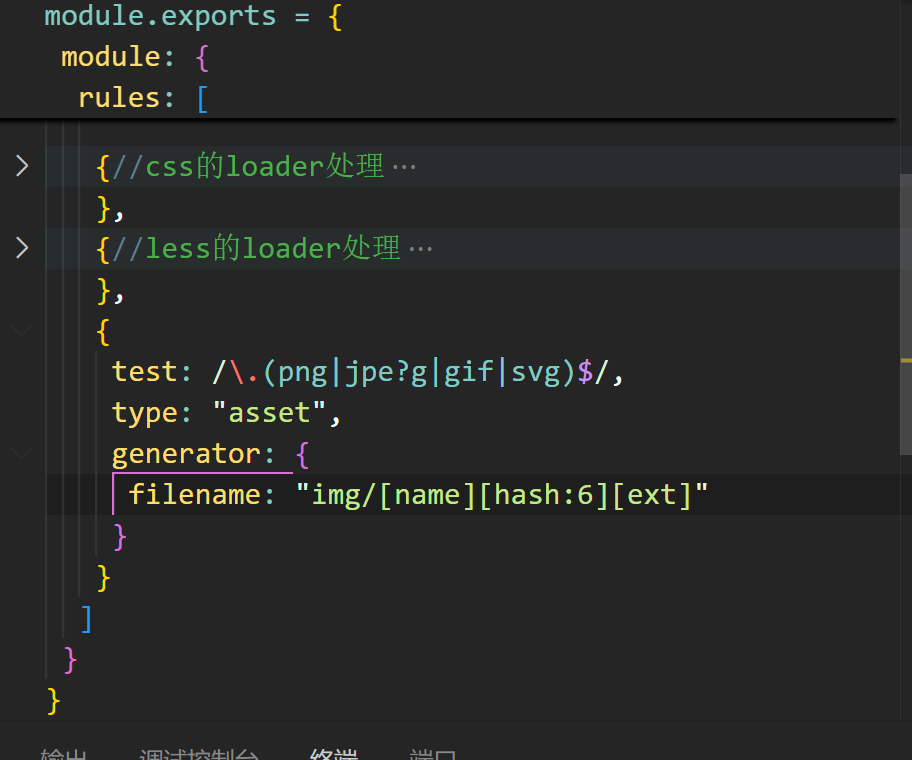 module.exports = {
module: {
rules: [
{//css的loader处理 ···
},
{//less的loader处理 ···
},
{
test: /\.(png|jpe?g|gif|svg)$/,
type: "asset",
generator: {
filename: "img/[name][hash:6][ext]"
}
}
]
}
}
输出 调试控制台 终端 端口